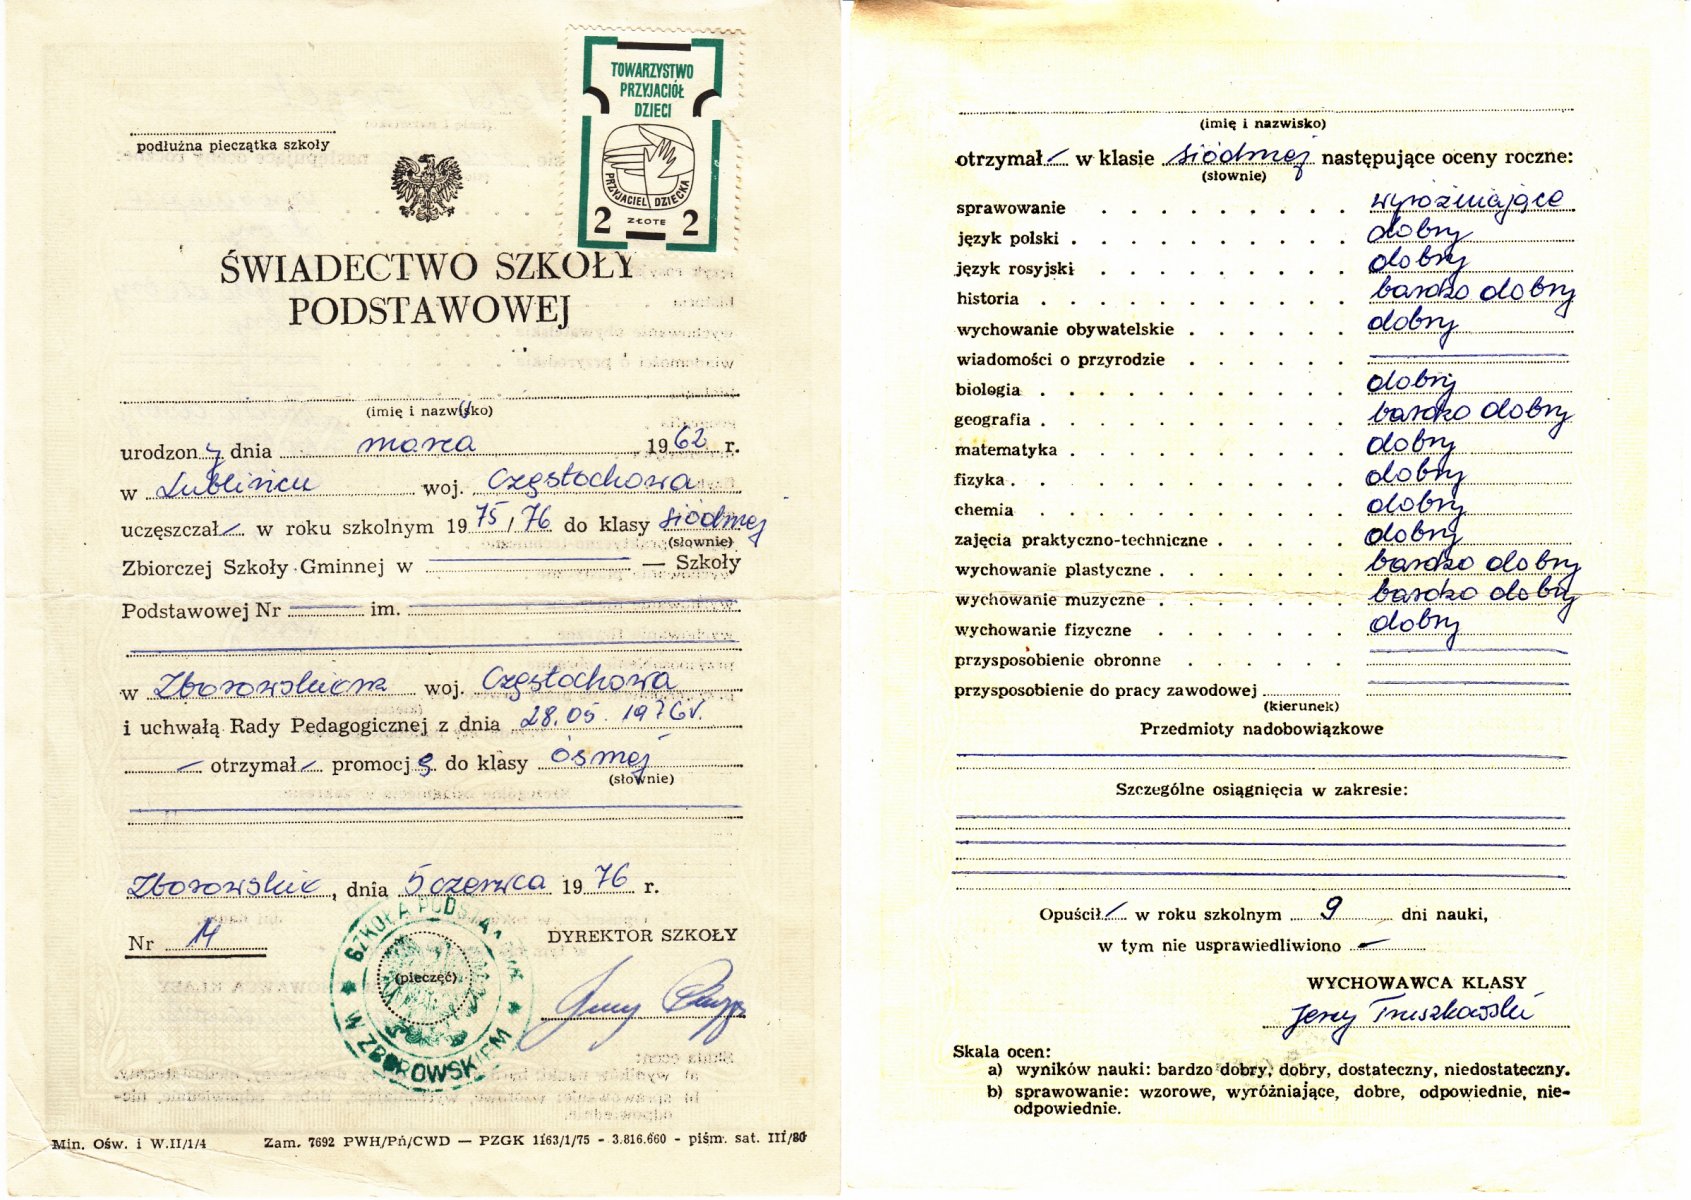 TOWARZYSTWO
PRZYJACIÓŁ
DZIECI
PRZYJACIEL DZIECKA
2 ZŁOTE 2
podłużna pieczątka szkoły
ŚWIADECTWO SZKOŁY
PODSTAWOWEJ
(imię i nazwisko)
urodzony dnia marca 1962 r.
w Lublińcu woj. Częstochowa
uczęszczał - w roku szkolnym 1975/76 do klasy siódmej
(słownie)
Zbiorczej Szkoły Gminnej w — Szkoły
Podstawowej Nr im.
w Zborowskiem woj. Częstochowa
i uchwałą Rady Pedagogicznej z dnia 28.05.1976 r.
- otrzymał - promocję do klasy ósmej
(słownie)
Zborowskie, dnia 5 czerwca 1976 r.
Nr 14
DYREKTOR SZKOŁY
(pieczęć)
SZKOŁA PODSTAWOWA
W ZBOROWSKIEM
Jerzy
Min. Ośw. i W.II/1/4 Zam. 7692 PWH/Pń/CWD — PZGK 1163/1/75 - 3.816.660 - piśm. sat. III/80
(imię i nazwisko)
otrzymał - w klasie siódmej następujące oceny roczne:
(słownie)
sprawowanie . . . . . . . . . wyróżniające
język polski . . . . . . . . . . dobry
język rosyjski . . . . . . . . . dobry
historia . . . . . . . . . . . bardzo dobry
wychowanie obywatelskie . . . . . . dobry
wiadomości o przyrodzie . . . . . .
biologia . . . . . . . . . . . dobry
geografia . . . . . . . . . . . bardzo dobry
matematyka . . . . . . . . . . dobry
fizyka . . . . . . . . . . . . dobry
chemia . . . . . . . . . . . dobry
zajęcia praktyczno-techniczne . . . . . dobry
wychowanie plastyczne . . . . . . . bardzo dobry
wychowanie muzyczne . . . . . . . bardzo dobry
wychowanie fizyczne . . . . . . . dobry
przysposobienie obronne . . . . . .
przysposobienie do pracy zawodowej
(kierunek)
Przedmioty nadobowiązkowe
Szczególne osiągnięcia w zakresie:
Opuścił - w roku szkolnym 9 dni nauki,
w tym nie usprawiedliwiono -
WYCHOWAWCA KLASY
Jerzy Truszkowski
Skala ocen:
a) wyników nauki: bardzo dobry, dobry, dostateczny, niedostateczny.
b) sprawowanie: wzorowe, wyróżniające, dobre, odpowiednie, nie-
odpowiednie.